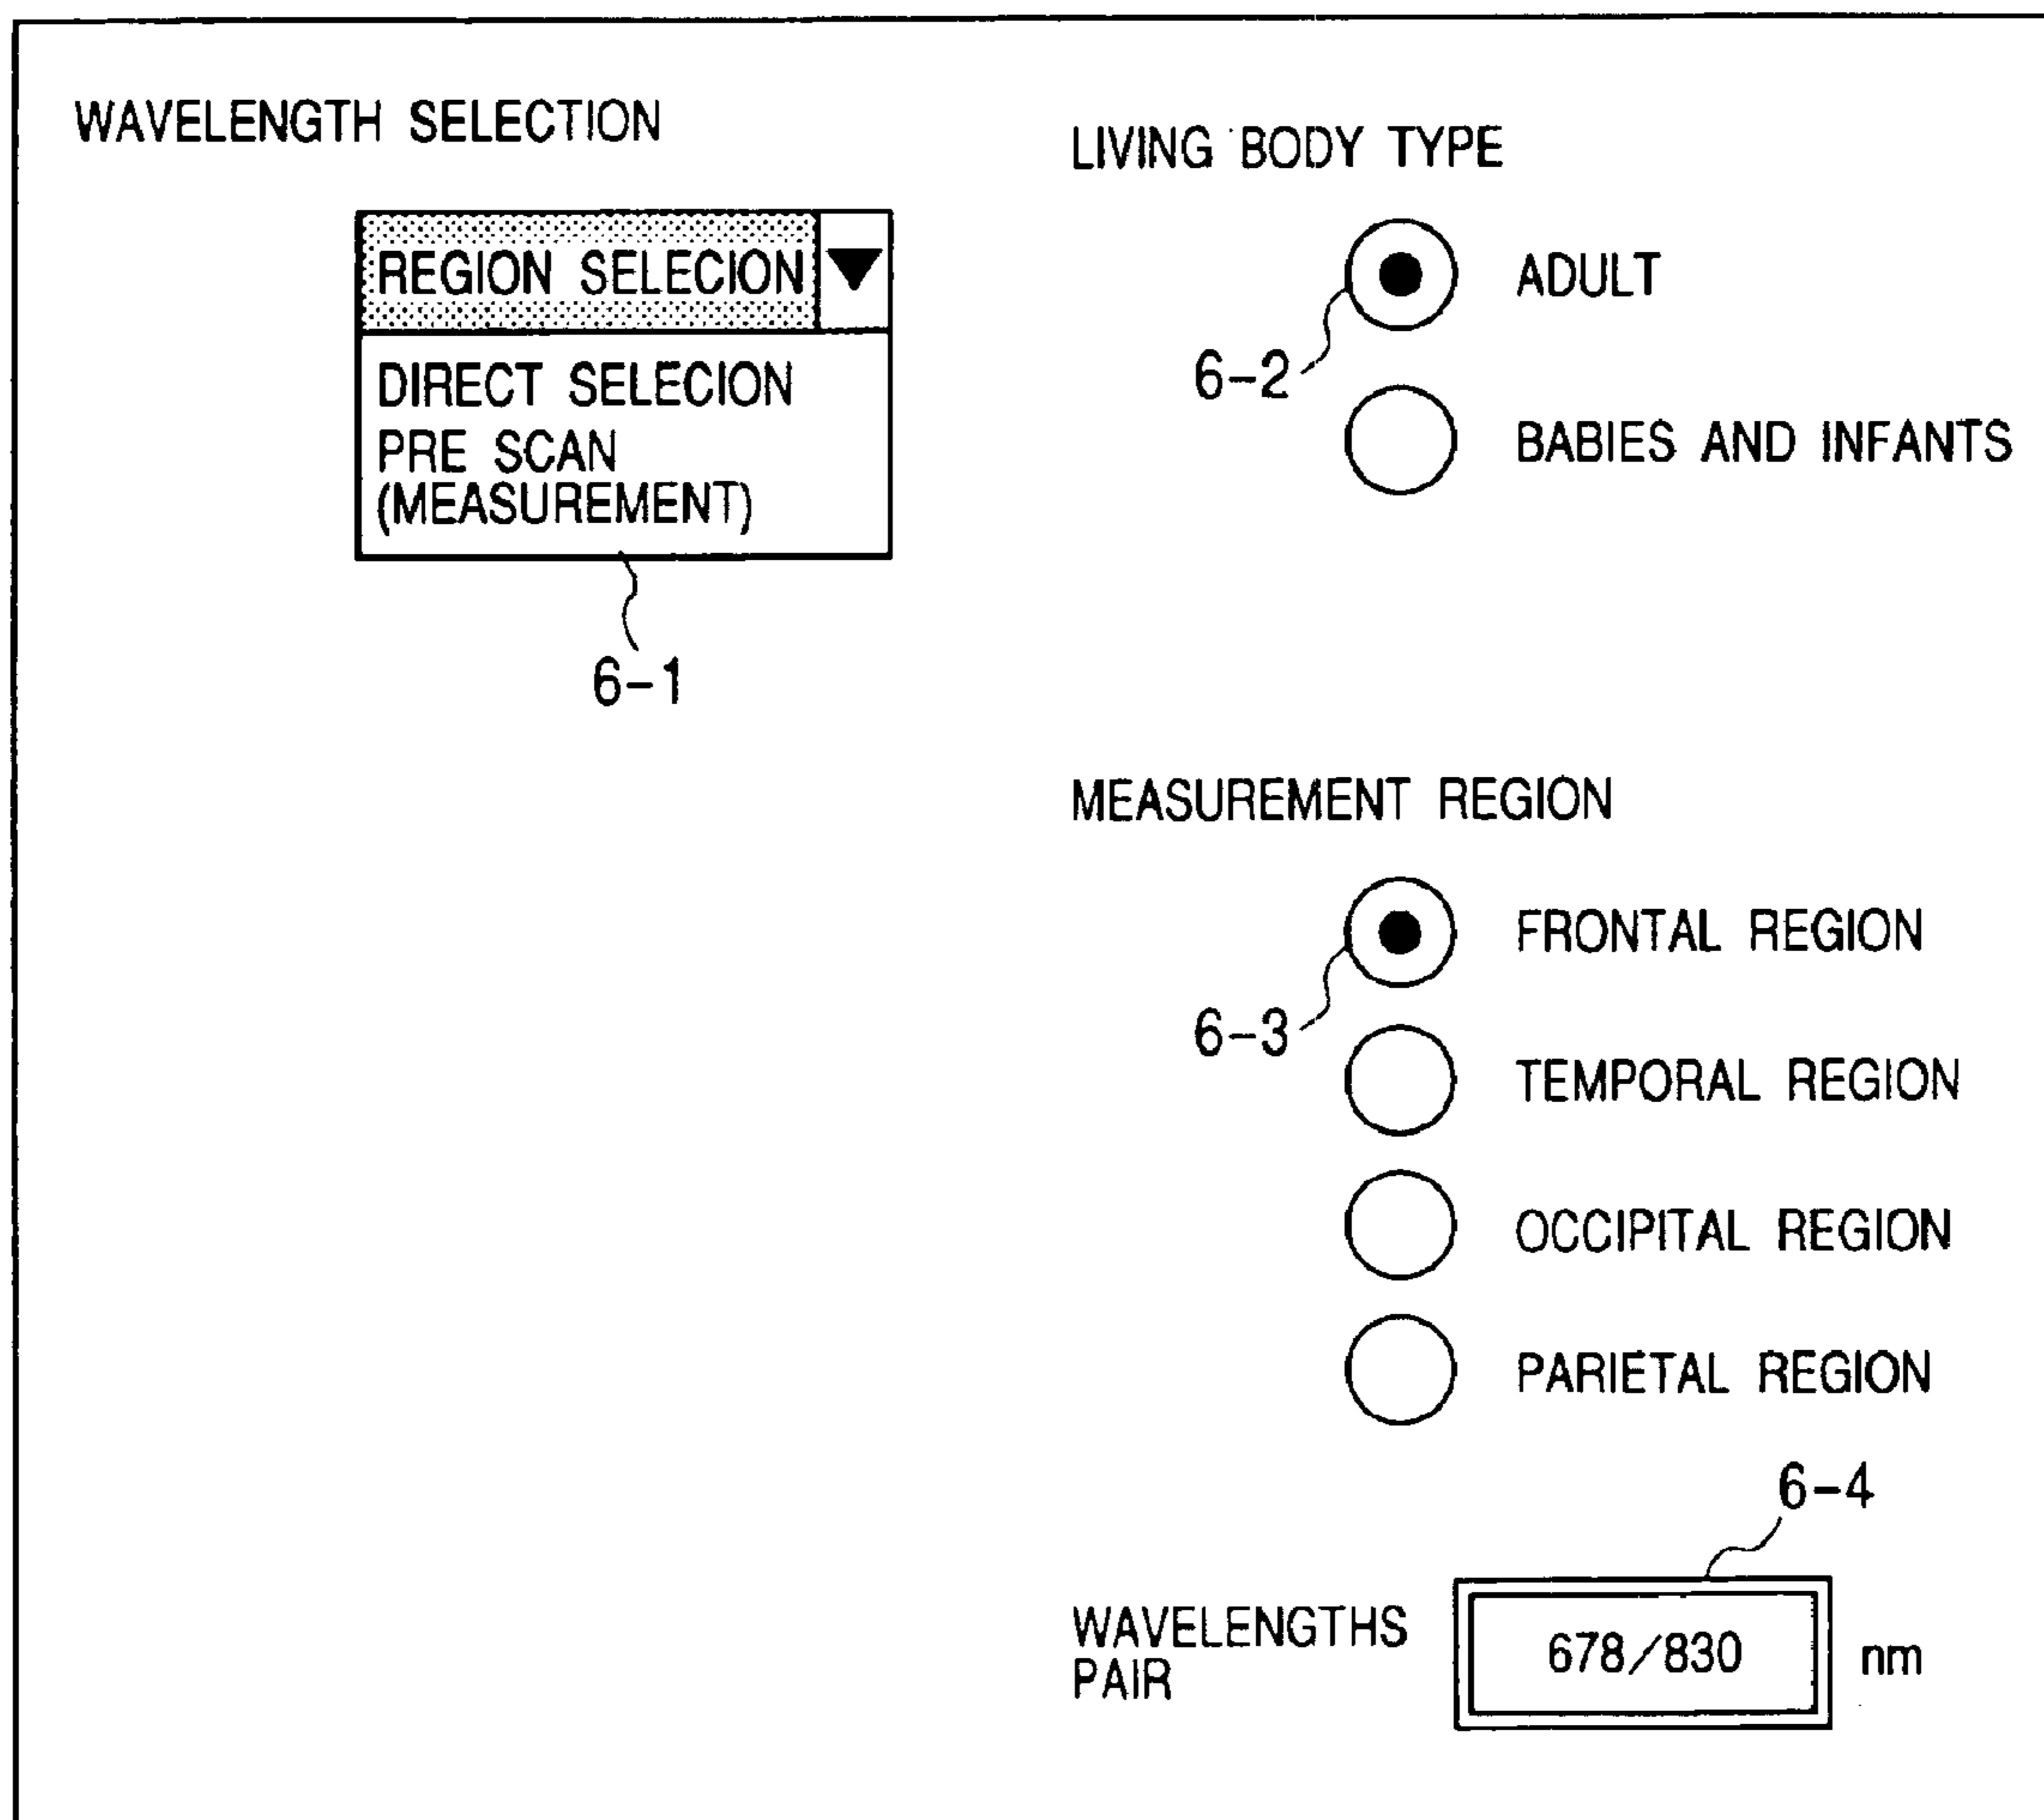 WAVELENGTH SELECTION
REGION SELECION
DIRECT SELECION
PRE SCAN
(MEASUREMENT)
6-1
LIVING BODY TYPE
ADULT
6-2
BABIES AND INFANTS
MEASUREMENT REGION
FRONTAL REGION
6-3
TEMPORAL REGION
OCCIPITAL REGION
PARIETAL REGION
6-4
WAVELENGTHS
PAIR
678/830 nm